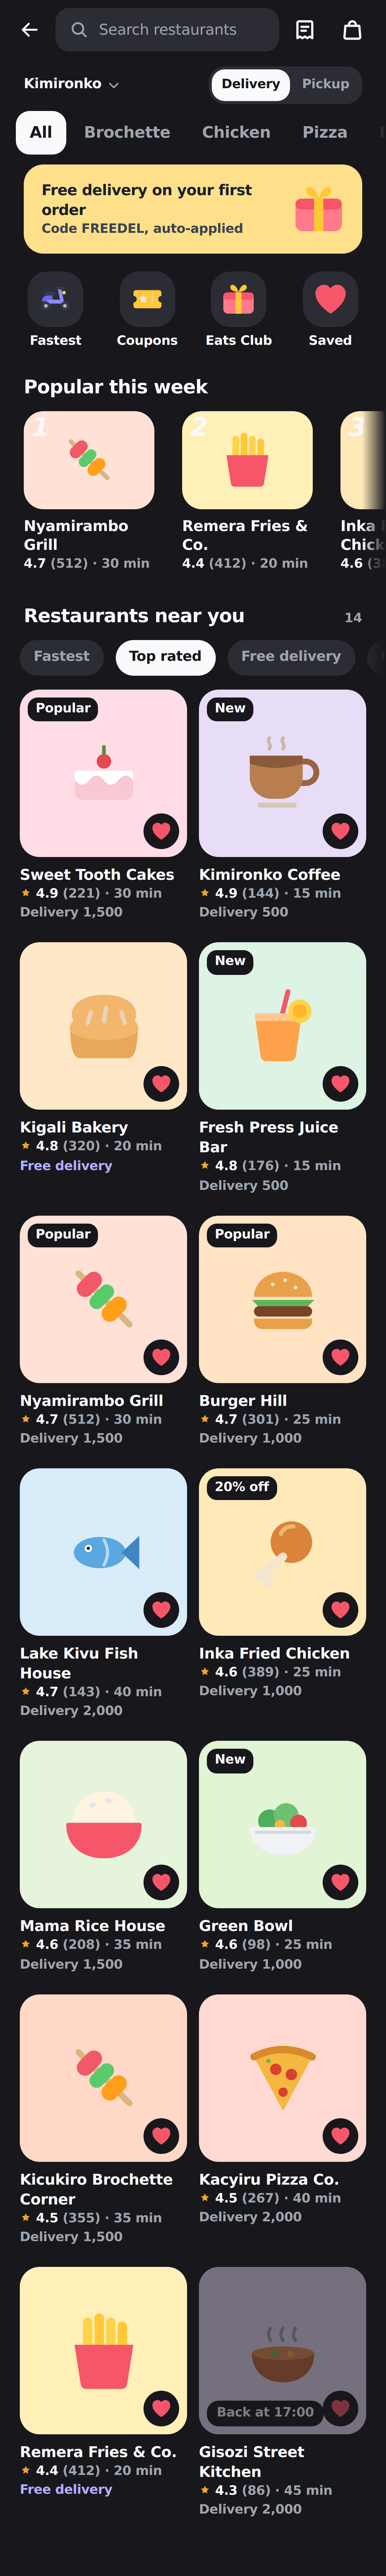 Search restaurants
Kimironko
Delivery
Pickup
All
Brochette
Chicken
Pizza
Free delivery on your first
order
Code FREEDEL, auto-applied
Fastest
Coupons
Eats Club
Saved
Popular this week
1
2
3
Nyamirambo
Grill
4.7 (512) · 30 min
Remera Fries &
Co.
4.4 (412) · 20 min
Inka
Chick
4.6
Restaurants near you
14
Fastest
Top rated
Free delivery
Popular
New
Sweet Tooth Cakes
4.9 (221) · 30 min
Delivery 1,500
Kimironko Coffee
4.9 (144) · 15 min
Delivery 500
New
Kigali Bakery
4.8 (320) · 20 min
Free delivery
Fresh Press Juice
Bar
4.8 (176) · 15 min
Delivery 500
Popular
Popular
Nyamirambo Grill
4.7 (512) · 30 min
Delivery 1,500
Burger Hill
4.7 (301) · 25 min
Delivery 1,000
20% off
Lake Kivu Fish
House
4.7 (143) · 40 min
Delivery 2,000
Inka Fried Chicken
4.6 (389) · 25 min
Delivery 1,000
New
Mama Rice House
4.6 (208) · 35 min
Delivery 1,500
Green Bowl
4.6 (98) · 25 min
Delivery 1,000
Kicukiro Brochette
Corner
4.5 (355) · 35 min
Delivery 1,500
Kacyiru Pizza Co.
4.5 (267) · 40 min
Delivery 2,000
Back at 17:00
Remera Fries & Co.
4.4 (412) · 20 min
Free delivery
Gisozi Street
Kitchen
4.3 (86) · 45 min
Delivery 2,000